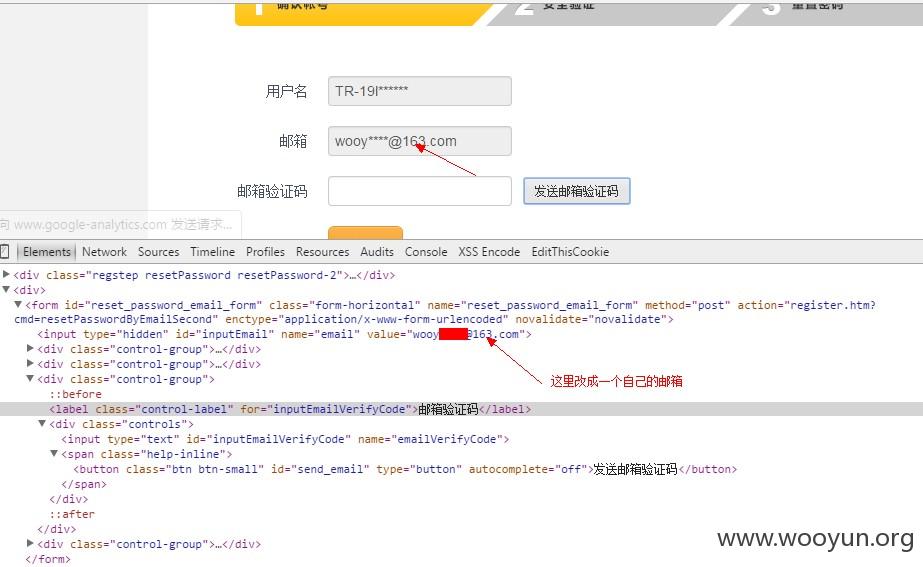 1 确认帐号 2 安全验证 3 重置密码
用户名 TR-19l******
邮箱 wooy****@163.com
邮箱验证码 发送邮箱验证码
向 www.google-analytics.com 发送请求...
Elements Network Sources Timeline Profiles Resources Audits Console XSS Encode EditThisCookie
<div class="regstep resetPassword resetPassword-2">…</div>
<div>
<form id="reset_password_email_form" class="form-horizontal" name="reset_password_email_form" method="post" action="register.htm?
cmd=resetPasswordByEmailSecond" enctype="application/x-www-form-urlencoded" novalidate="novalidate">
<input type="hidden" id="inputEmail" name="email" value="wooy @163.com">
<div class="control-group">…</div>
<div class="control-group">…</div>
这里改成一个自己的邮箱
<div class="control-group">
::before
<label class="control-label" for="inputEmailVerifyCode">邮箱验证码</label>
<div class="controls">
<input type="text" id="inputEmailVerifyCode" name="emailVerifyCode">
<span class="help-inline">
<button class="btn btn-small" id="send_email" type="button" autocomplete="off">发送邮箱验证码</button>
</span>
</div>
::after
</div>
<div class="control-group">…</div>
</form>
www.wooyun.org